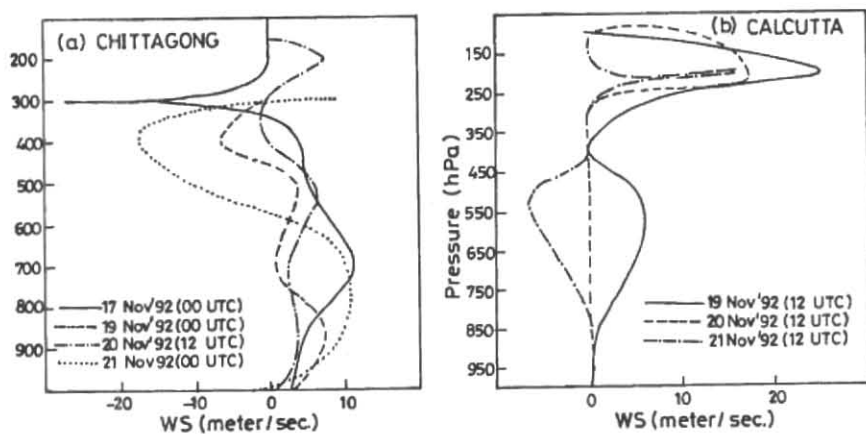 (a) CHITTAGONG
200
300
400
500
600
700
800
900
17 Nov'92 (00 UTC)
19 Nov'92 (00 UTC)
20 Nov'92 (12 UTC)
21 Nov 92 (00 UTC)
-20 -10 0 10
WS (meter/sec.)
(b) CALCUTTA
Pressure (hPa)
150
250
350
450
550
650
750
850
950
19 Nov'92 (12 UTC)
20 Nov'92 (12 UTC)
21 Nov'92 (12 UTC)
0 10 20
WS (meter/sec.)